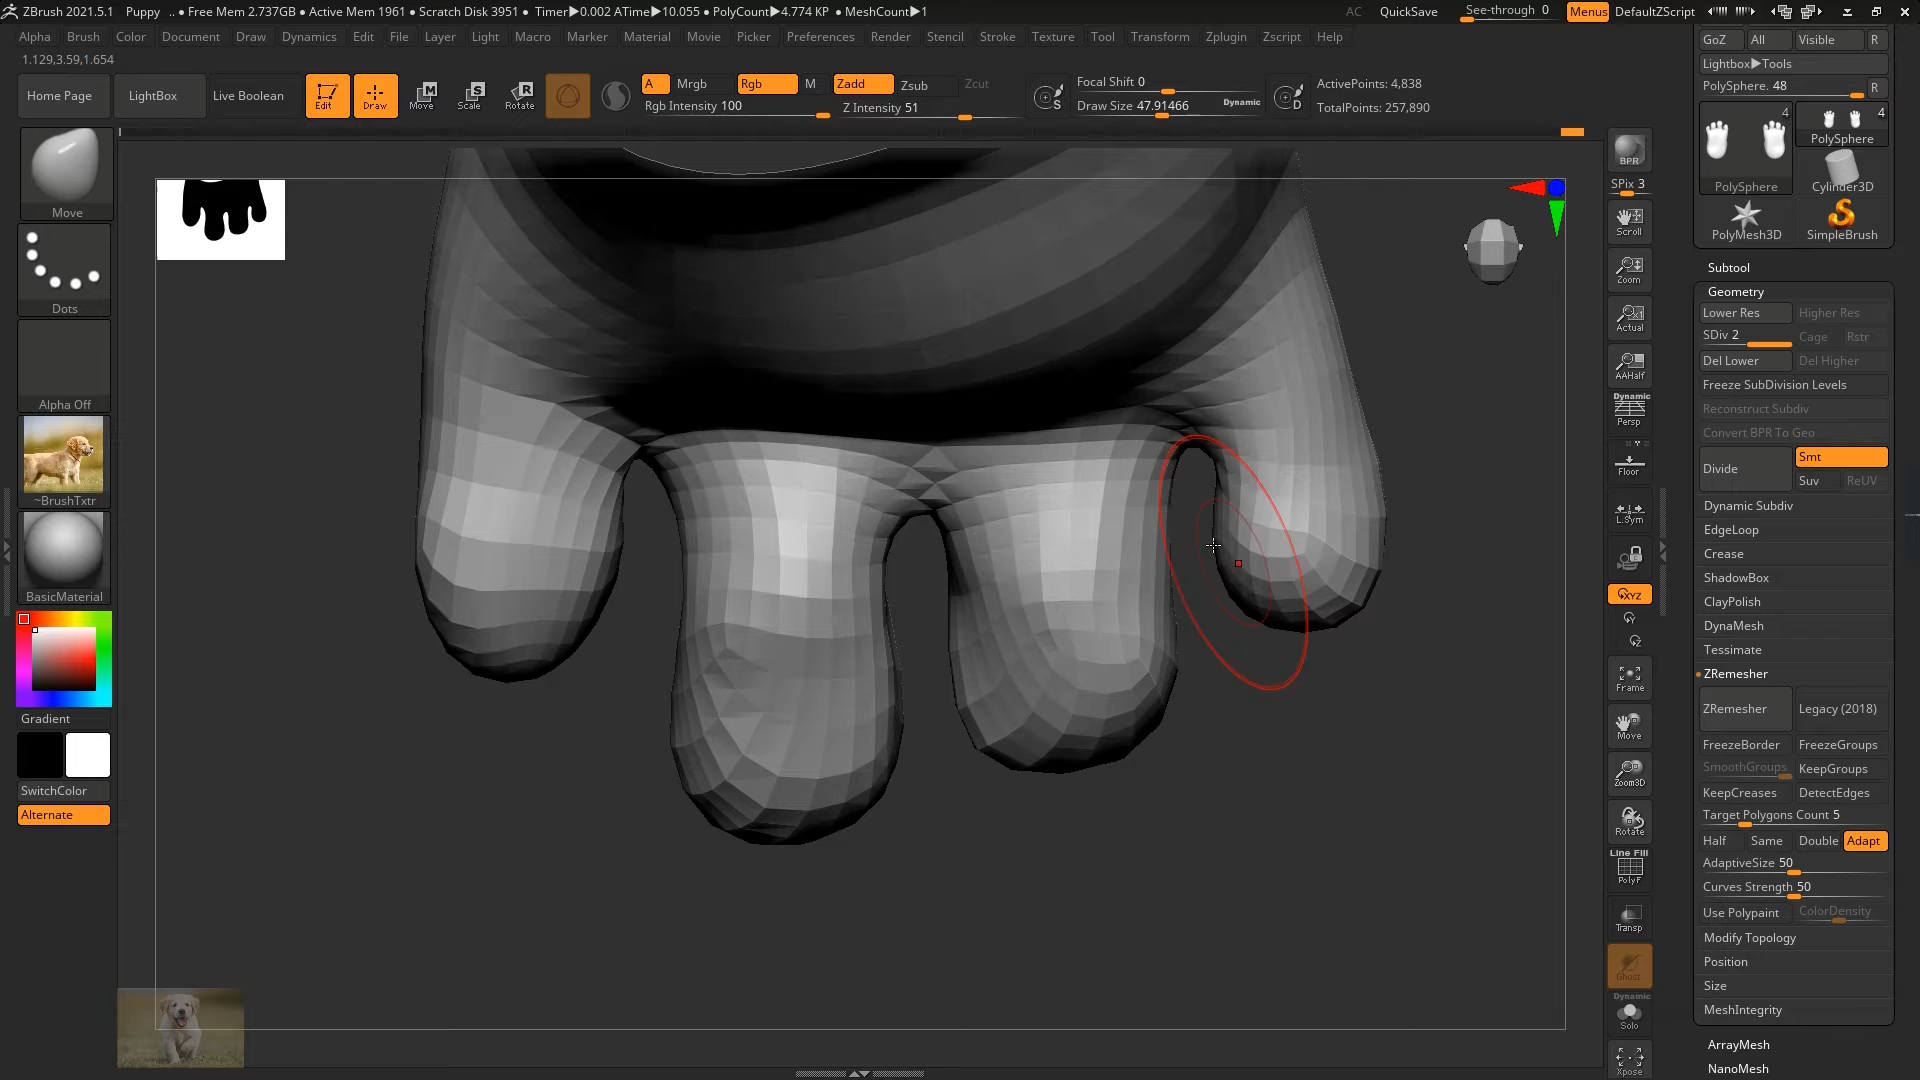 ZBrush 2021.5.1 Puppy .. • Free Mem 2.737GB • Active Mem 1961 • Scratch Disk 3951 • Timer▶0.002 ATime▶10.055 • PolyCount▶4.774 KP • MeshCount▶1 AC QuickSave See-through 0 Menus DefaultZScript
Alpha Brush Color Document Draw Dynamics Edit File Layer Light Macro Marker Material Movie Picker Preferences Render Stencil Stroke Texture Tool Transform Zplugin Zscript Help
1.129,3.59,1.654
Home Page LightBox Live Boolean Edit Draw Move Scale Rotate
A Mrgb Rgb M Zadd Zsub Zcut
Rgb Intensity 100 Z Intensity 51
S Focal Shift 0
Draw Size 47.91466 Dynamic D
ActivePoints: 4,838
TotalPoints: 257,890
Move
Dots
Alpha Off
~BrushTxtr
BasicMaterial
Gradient
SwitchColor
Alternate
BPR
SPix 3
Scroll
Zoom
Actual
AAHalf
Dynamic
Persp
Floor
L.Sym
XYZ
Y
Z
Frame
Move
Zoom3D
Rotate
Line Fill
PolyF
Transp
Ghost
Dynamic
Solo
Xpose
GoZ All Visible R
Lightbox▶Tools
PolySphere. 48 R
4 4
PolySphere
PolySphere Cylinder3D
PolyMesh3D SimpleBrush
Subtool
Geometry
Lower Res Higher Res
SDiv 2 Cage Rstr
Del Lower Del Higher
Freeze SubDivision Levels
Reconstruct Subdiv
Convert BPR To Geo
Divide Smt
Suv ReUV
Dynamic Subdiv
EdgeLoop
Crease
ShadowBox
ClayPolish
DynaMesh
Tessimate
ZRemesher
ZRemesher Legacy (2018)
FreezeBorder FreezeGroups
SmoothGroups KeepGroups
KeepCreases DetectEdges
Target Polygons Count 5
Half Same Double Adapt
AdaptiveSize 50
Curves Strength 50
Use Polypaint ColorDensity
Modify Topology
Position
Size
MeshIntegrity
ArrayMesh
NanoMesh